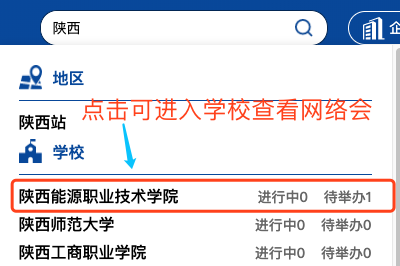 陕西
企
地区
点击可进入学校查看网络会
陕西站
学校
陕西能源职业技术学院 进行中0 待举办1
陕西师范大学 进行中0 待举办0
陕西工商职业学院 进行中0 待举办0